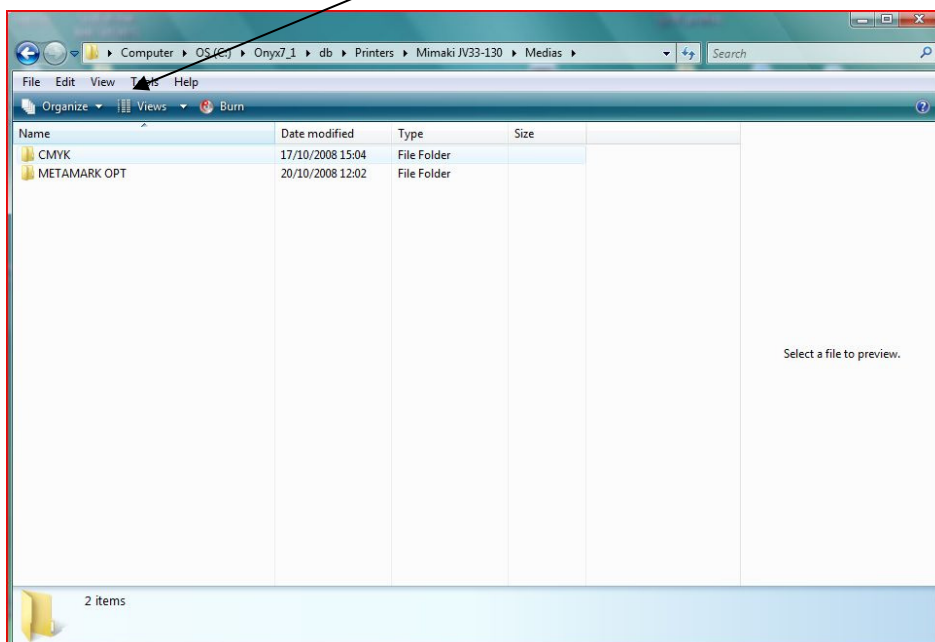 Computer ▸ OS (C:) ▸ Onyx7_1 ▸ db ▸ Printers ▸ Mimaki JV33-130 ▸ Medias ▸ Search
File Edit View Tools Help
Organize Views Burn
Name Date modified Type Size
CMYK 17/10/2008 15:04 File Folder
METAMARK OPT 20/10/2008 12:02 File Folder
Select a file to preview.
2 items